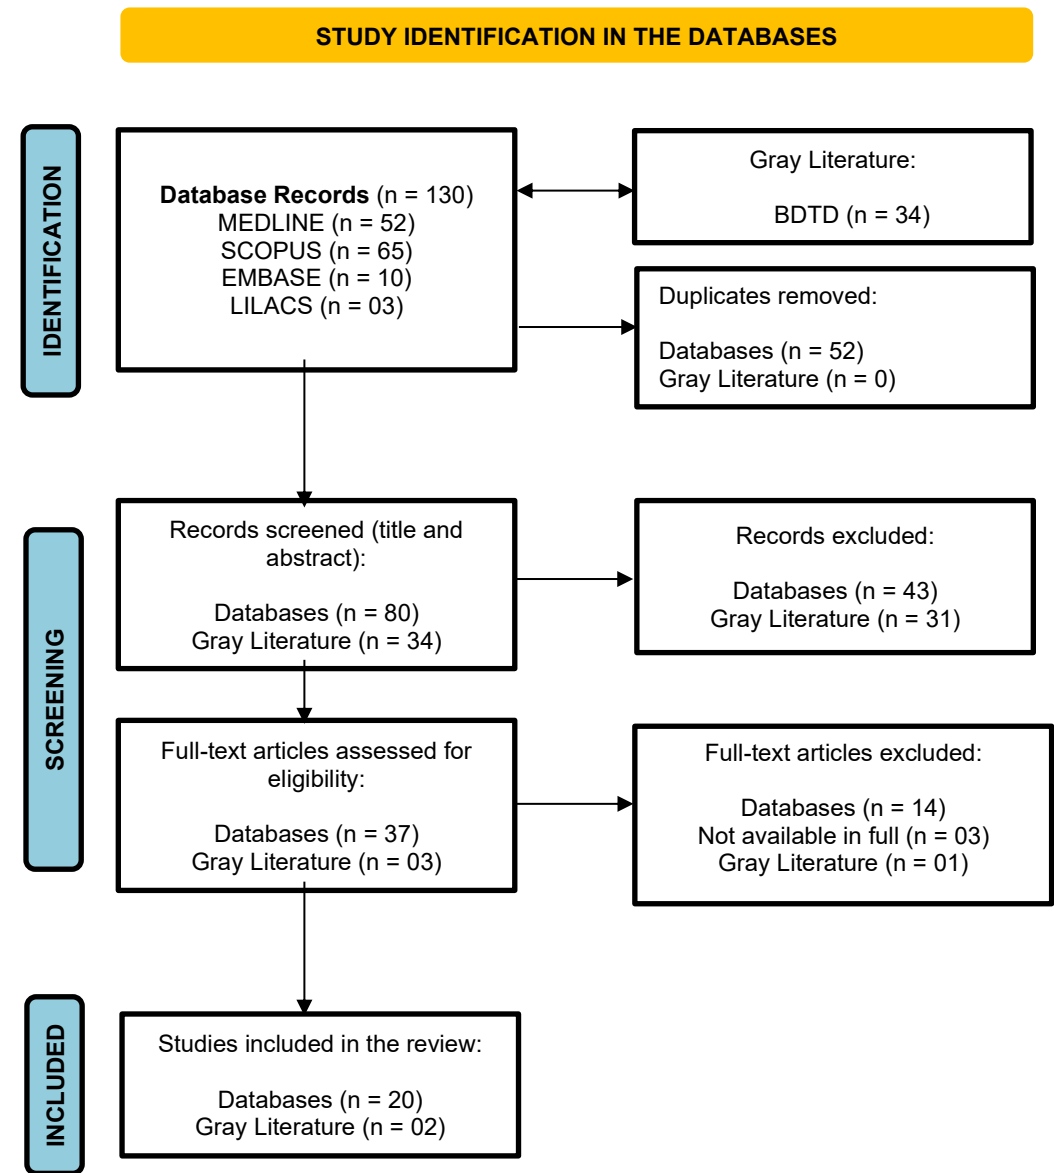 STUDY IDENTIFICATION IN THE DATABASES
IDENTIFICATION
Database Records (n = 130)
MEDLINE (n = 52)
SCOPUS (n = 65)
EMBASE (n = 10)
LILACS (n = 03)
Gray Literature:
BDTD (n = 34)
Duplicates removed:
Databases (n = 52)
Gray Literature (n = 0)
SCREENING
Records screened (title and
abstract):
Databases (n = 80)
Gray Literature (n = 34)
Records excluded:
Databases (n = 43)
Gray Literature (n = 31)
Full-text articles assessed for
eligibility:
Databases (n = 37)
Gray Literature (n = 03)
Full-text articles excluded:
Databases (n = 14)
Not available in full (n = 03)
Gray Literature (n = 01)
INCLUDED
Studies included in the review:
Databases (n = 20)
Gray Literature (n = 02)